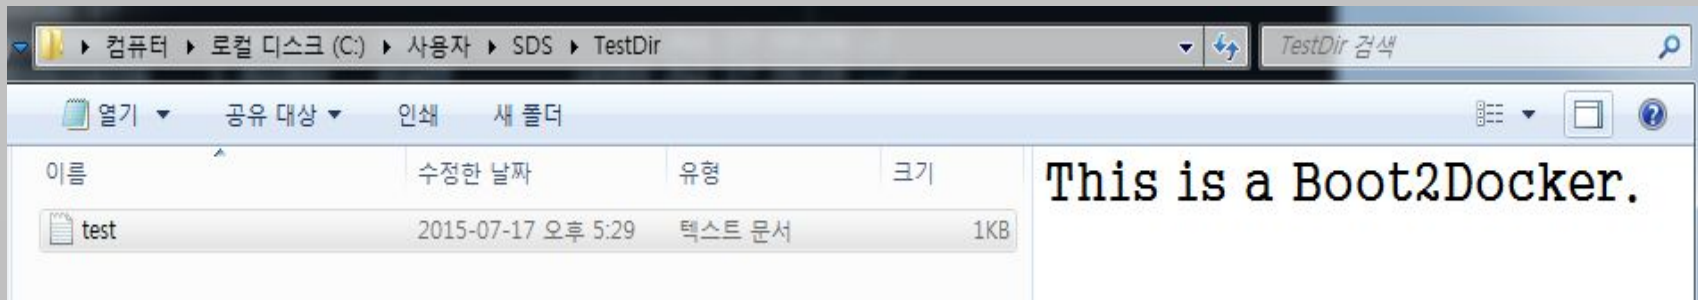 컴퓨터 로컬 디스크 (C:) 사용자 SDS TestDir TestDir 검색
열기 공유 대상 인쇄 새 폴더
이름 수정한 날짜 유형 크기
test 2015-07-17 오후 5:29 텍스트 문서 1KB
This is a Boot2Docker.